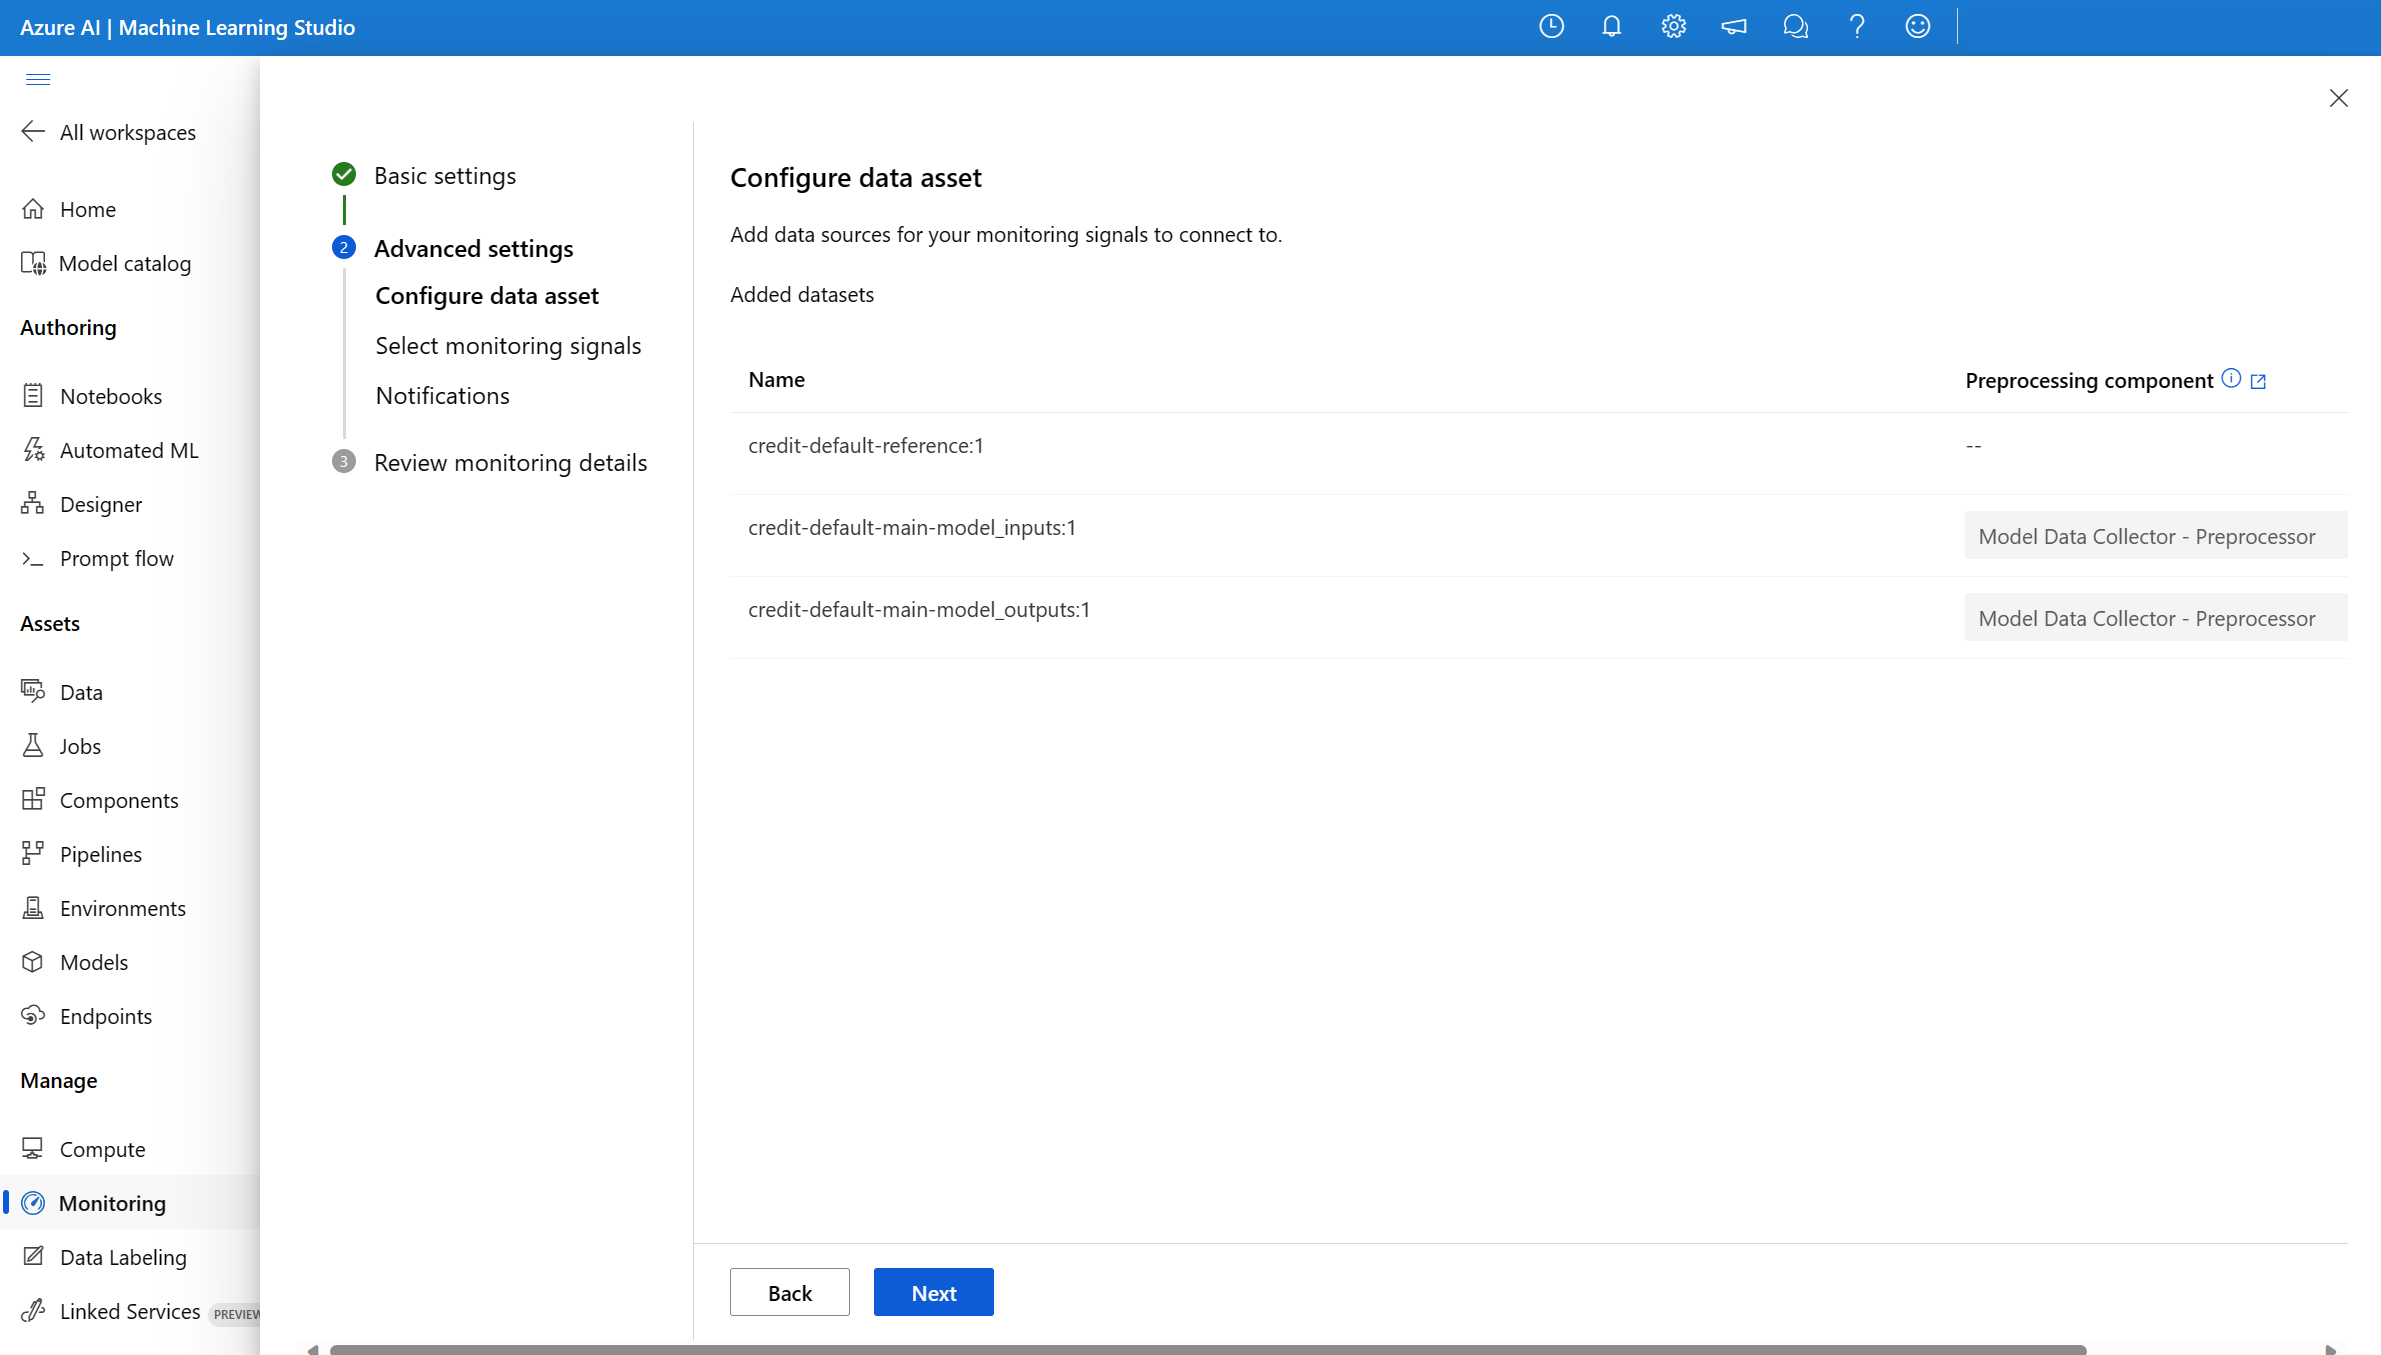 Azure AI | Machine Learning Studio
All workspaces
Home
Model catalog
Authoring
Notebooks
Automated ML
Designer
Prompt flow
Assets
Data
Jobs
Components
Pipelines
Environments
Models
Endpoints
Manage
Compute
Monitoring
Data Labeling
Linked Services PREVIEW
Basic settings
2 Advanced settings
Configure data asset
Select monitoring signals
Notifications
3 Review monitoring details
Configure data asset
Add data sources for your monitoring signals to connect to.
Added datasets
Name Preprocessing component
credit-default-reference:1 --
credit-default-main-model_inputs:1 Model Data Collector - Preprocessor
credit-default-main-model_outputs:1 Model Data Collector - Preprocessor
Back Next